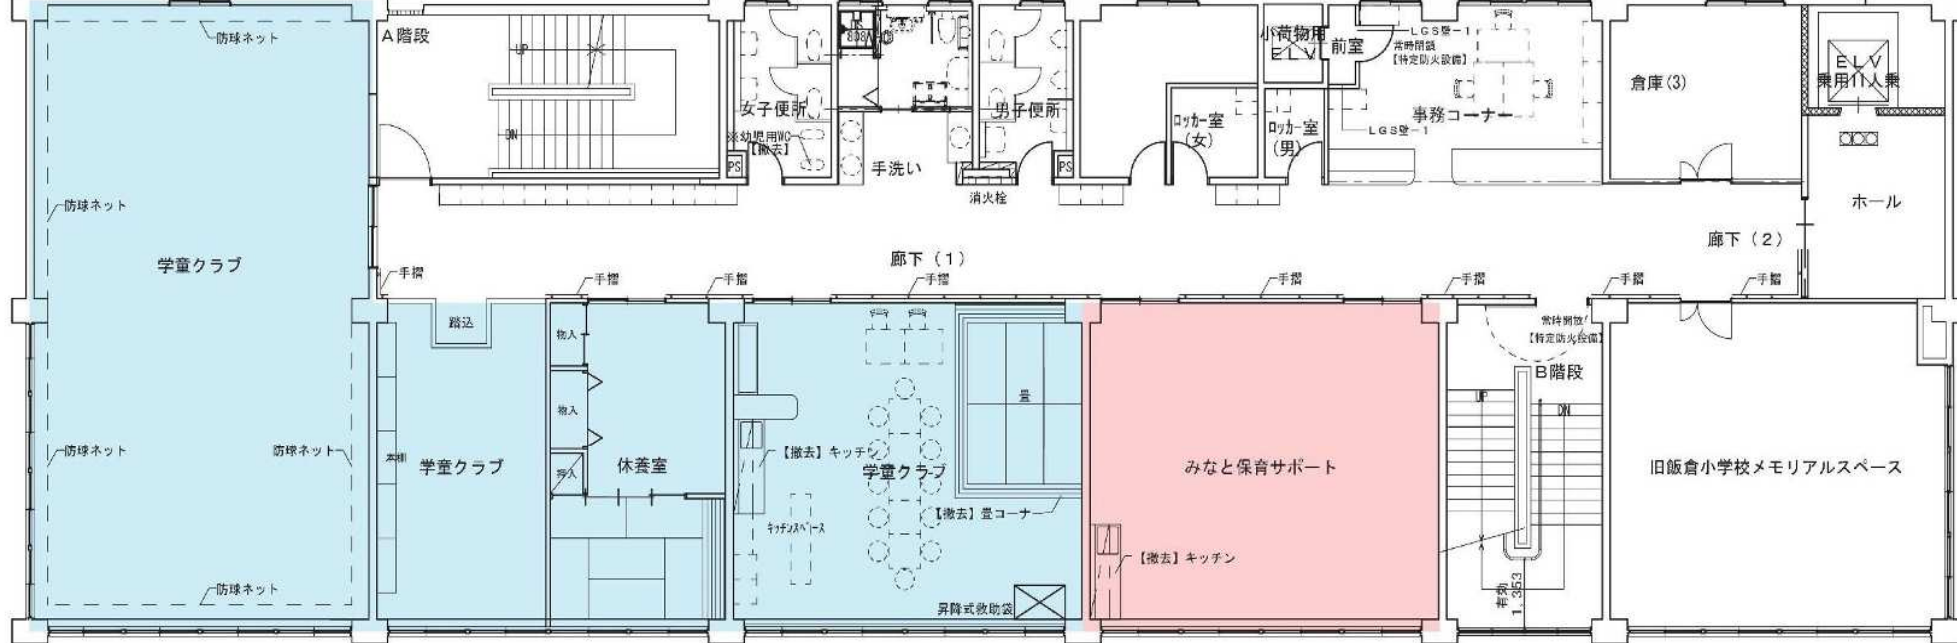 防球ネット
A階段
UP
DN
女子便所
※幼児用WC
【撤去】
PS
手洗い
男子便所
消火栓
PS
ロッカー室
(女)
小荷物用
ELV
前室
ロッカー室
(男)
LGS壁-1
常時閉鎖
【特定防火設備】
事務コーナー
LGS壁-1
倉庫(3)
ELV
乗用11人乗
ホール
防球ネット
学童クラブ
廊下(1)
廊下(2)
手摺
手摺
手摺
手摺
手摺
手摺
手摺
手摺
踏込
物入
物入
本棚
学童クラブ
休養室
畳
【撤去】キッチン
学童クラブ
【撤去】畳コーナー
キッチンスペース
昇降式救助袋
みなと保育サポート
【撤去】キッチン
常時開放
【特定防火設備】
B階段
UP
DN
有効
1,353
旧飯倉小学校メモリアルスペース
防球ネット
防球ネット
防球ネット